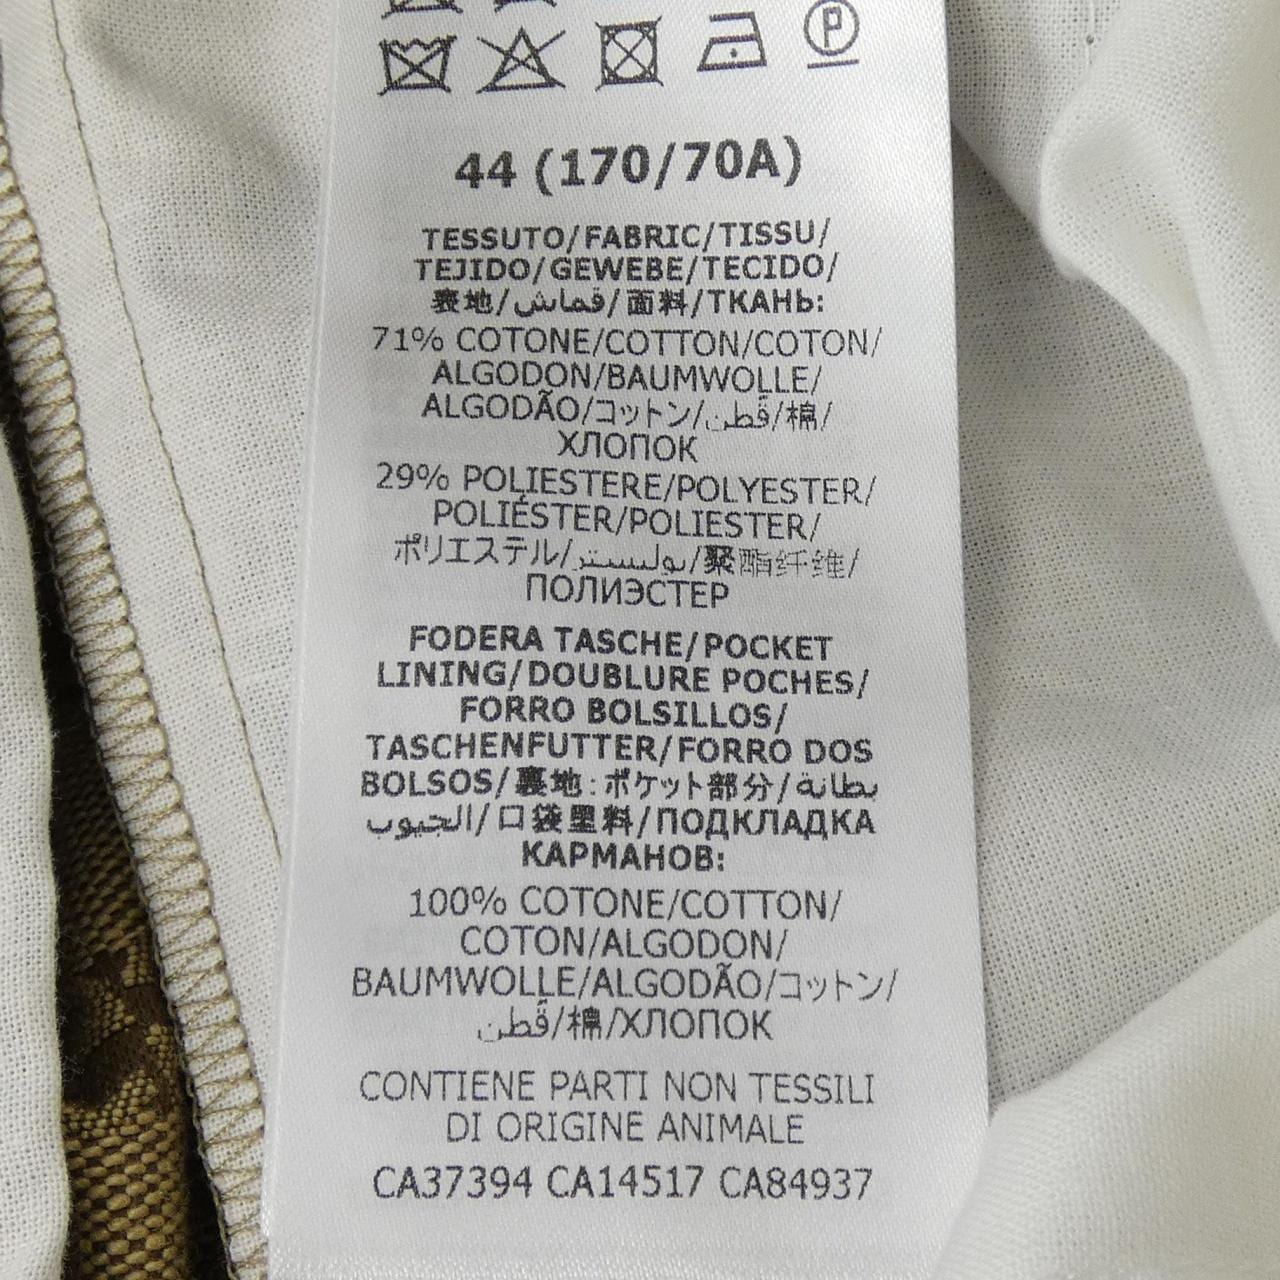 P
44 (170/70A)
TESSUTO/FABRIC/TISSU/
TEJIDO/GEWEBE/TECIDO/
表地/قماش/面料/ТКАНЬ:
71% COTONE/COTTON/COTON/
ALGODON/BAUMWOLLE/
ALGODÃO/コットン/قطن/棉/
ХЛОПОК
29% POLIESTERE/POLYESTER/
POLIÉSTER/POLIESTER/
ポリエステル/بوليستر/聚酯纤维/
ПОЛИЭСТЕР
FODERA TASCHE/POCKET
LINING/DOUBLURE POCHES/
FORRO BOLSILLOS/
TASCHENFUTTER/FORRO DOS
BOLSOS/裏地:ポケット部分/بطانة
الجيوب/口袋里料/ПОДКЛАДКА
КАРМАНОВ:
100% COTONE/COTTON/
COTON/ALGODON/
BAUMWOLLE/ALGODÃO/コットン/
قطن/棉/ХЛОПОК
CONTIENE PARTI NON TESSILI
DI ORIGINE ANIMALE
CA37394 CA14517 CA84937